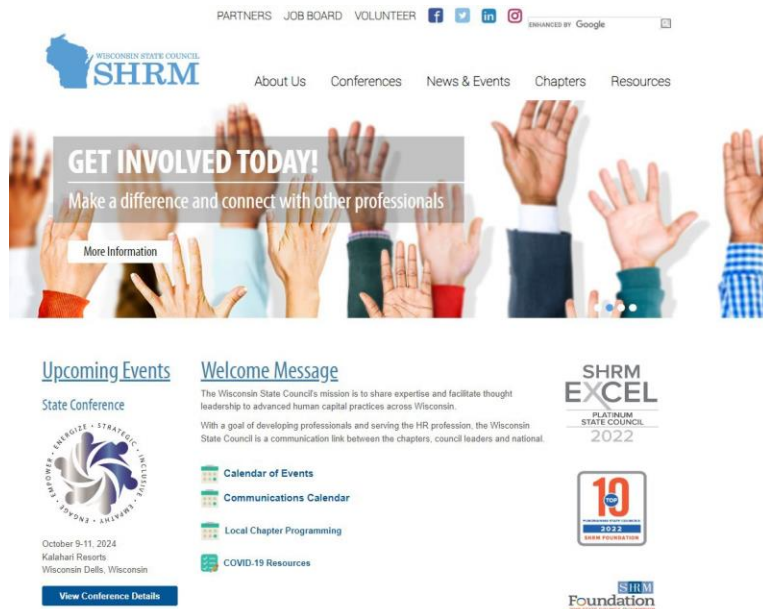 PARTNERS JOB BOARD VOLUNTEER
ENHANCED BY Google
WISCONSIN STATE COUNCIL
SHRM
About Us Conferences News & Events Chapters Resources
GET INVOLVED TODAY!
Make a difference and connect with other professionals
More Information
Upcoming Events
State Conference
ENERGIZE • STRATEGIC • INCLUSIVE • EMPATHY • ENGAGE • EMPOWER •
October 9-11, 2024
Kalahari Resorts
Wisconsin Dells, Wisconsin
View Conference Details
Welcome Message
The Wisconsin State Council's mission is to share expertise and facilitate thought
leadership to advanced human capital practices across Wisconsin.
With a goal of developing professionals and serving the HR profession, the Wisconsin
State Council is a communication link between the chapters, council leaders and national.
Calendar of Events
Communications Calendar
Local Chapter Programming
COVID-19 Resources
SHRM
EXCEL
PLATINUM
STATE COUNCIL
2022
TOP
10
2022
SHRM FOUNDATION
SHRM
Foundation